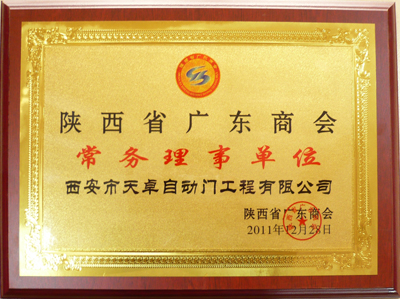 陕西省广东商会
常务理事单位
西安市天卓自动门工程有限公司
陕西省广东商会
2011年12月28日